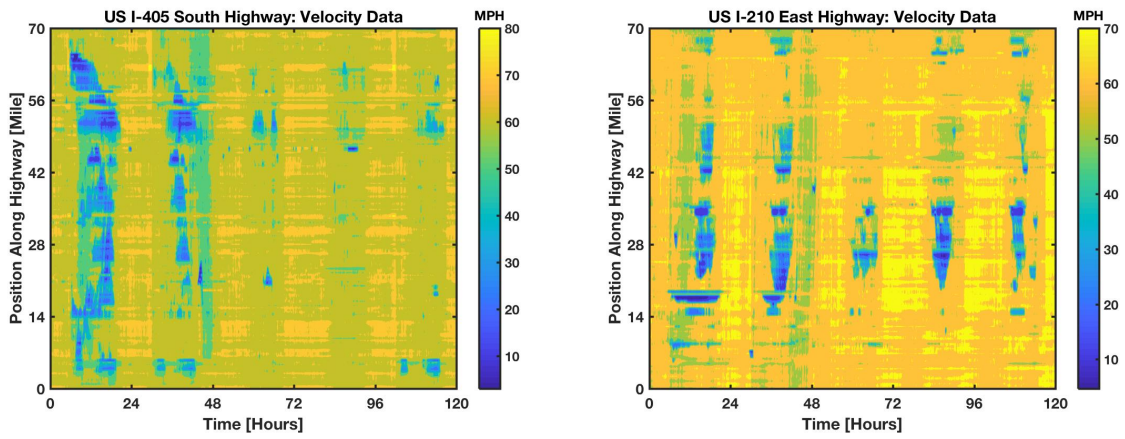 US I-405 South Highway: Velocity Data
MPH
70
56
42
28
14
0
Position Along Highway [Mile]
0 24 48 72 96 120
Time [Hours]
80
70
60
50
40
30
20
10
US I-210 East Highway: Velocity Data
MPH
70
56
42
28
14
0
Position Along Highway [Mile]
0 24 48 72 96 120
Time [Hours]
70
60
50
40
30
20
10